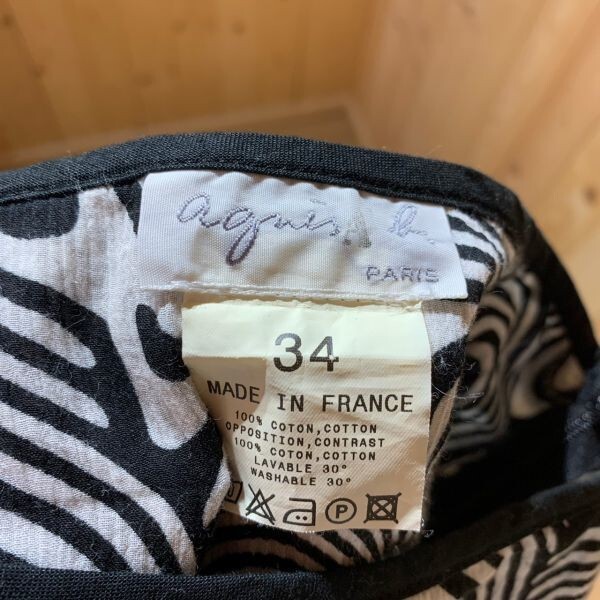 agnès b.
PARIS
34
MADE IN FRANCE
100% COTON,COTTON
OPPOSITION,CONTRAST
100% COTON,COTTON
LAVABLE 30°
WASHABLE 30°
P